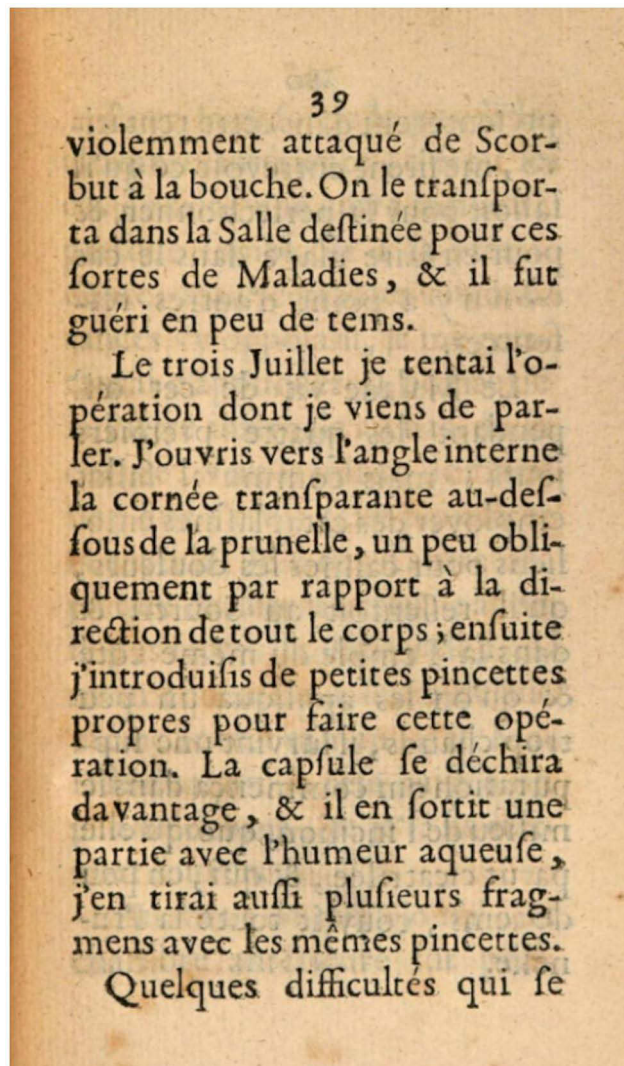 39
violemment attaqué de Scor-
but à la bouche. On le tranſpor-
ta dans la Salle deſtinée pour ces
ſortes de Maladies, & il fut
guéri en peu de tems.
Le trois Juillet je tentai l'o-
pération dont je viens de par-
ler. J'ouvris vers l'angle interne
la cornée tranſparante au-deſ-
ſous de la prunelle, un peu obli-
quement par rapport à la di-
rection de tout le corps; enſuite
j'introduiſis de petites pincettes
propres pour faire cette opé-
ration. La capſule ſe déchira
davantage, & il en ſortit une
partie avec l'humeur aqueuſe,
j'en tirai auſſi pluſieurs frag-
mens avec les mêmes pincettes.
Quelques difficultés qui ſe